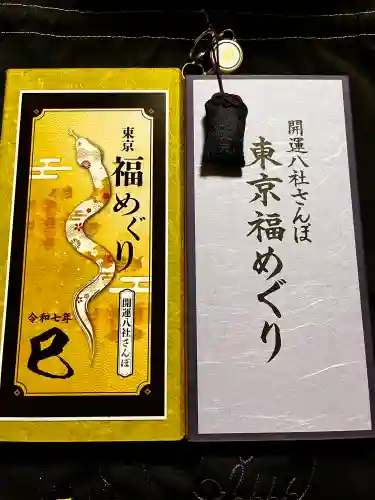 東京
福めぐり
開運八社さんぽ
令和七年
巳
開運八社さんぽ
東京福めぐり